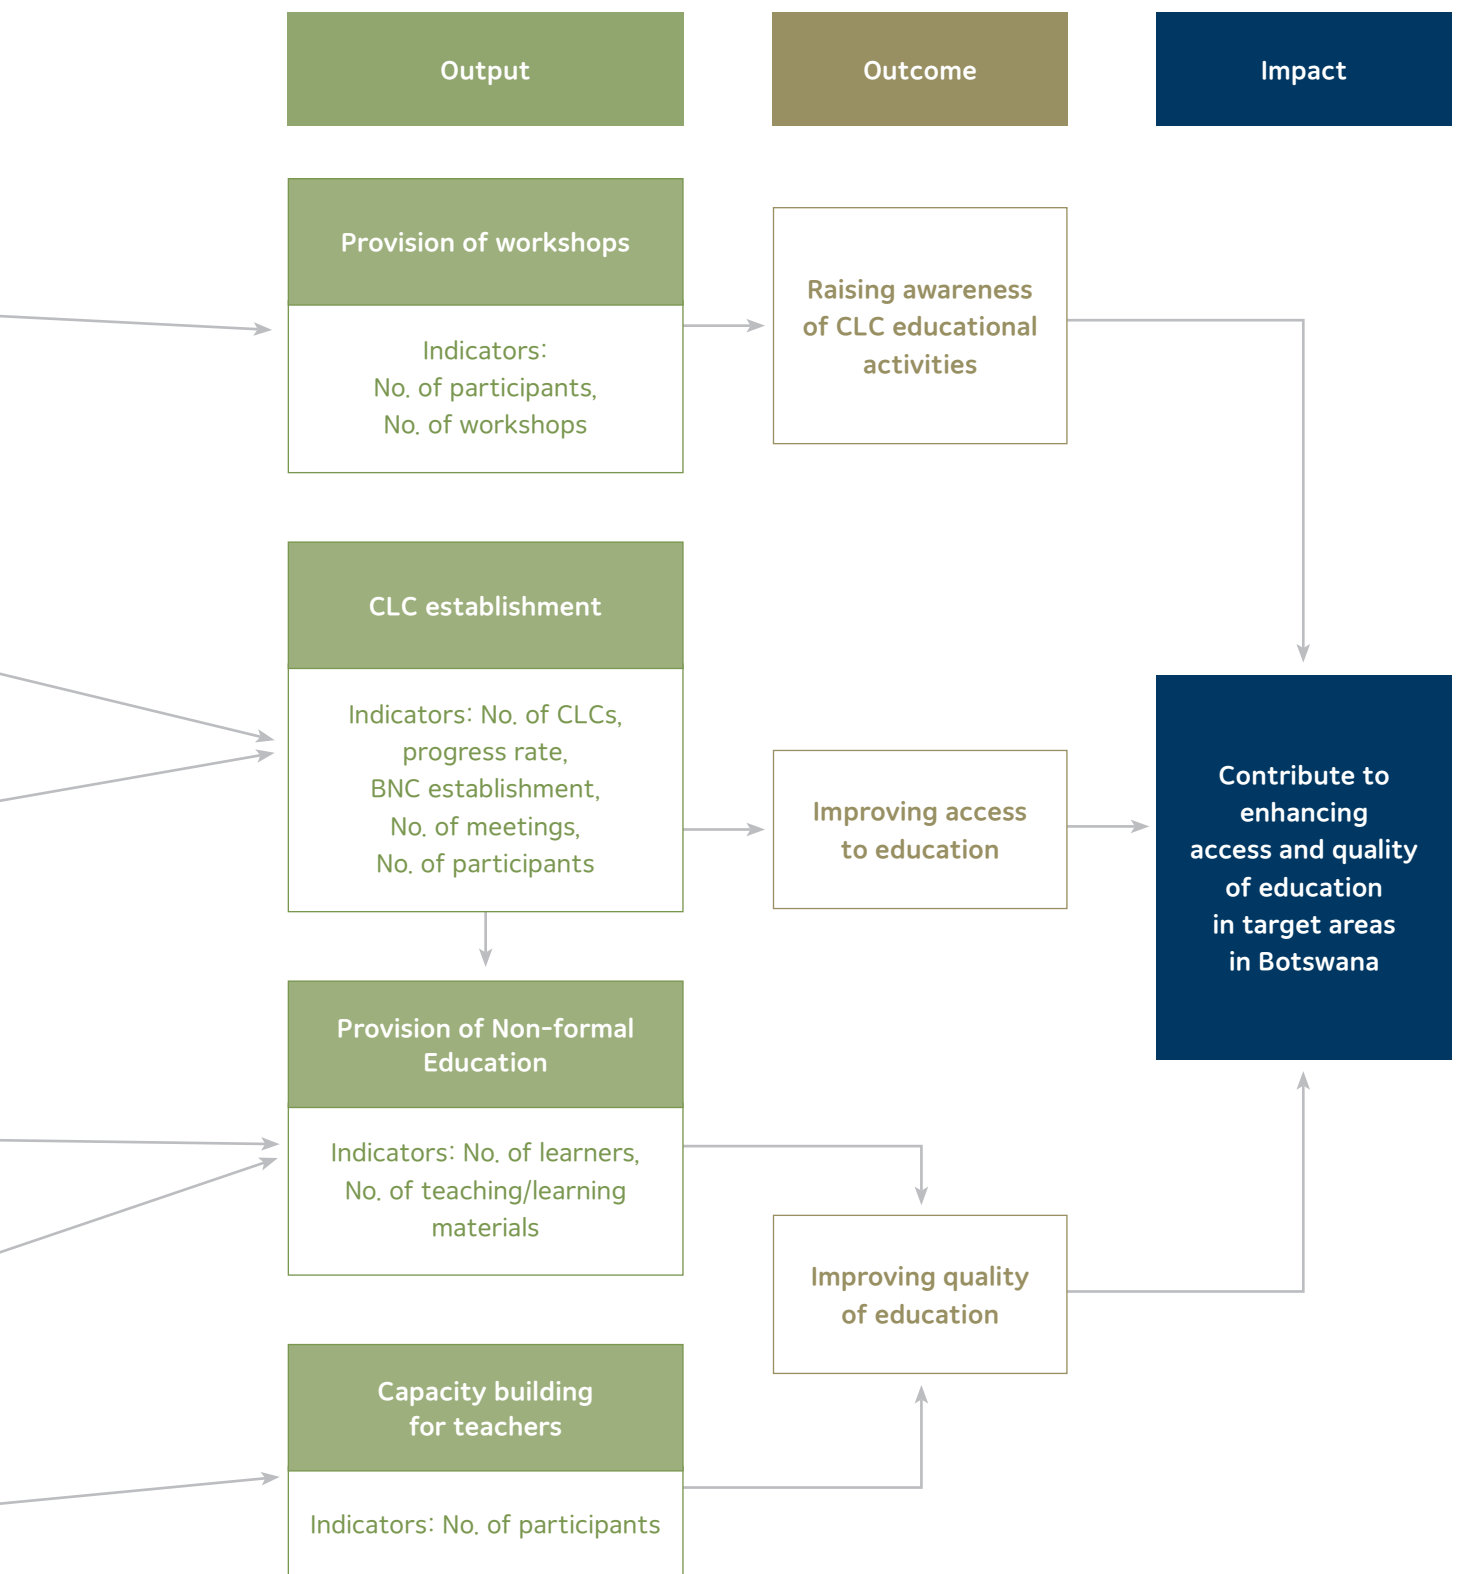 Output
Outcome
Impact
Provision of workshops
Indicators:
No. of participants,
No. of workshops
Raising awareness
of CLC educational
activities
CLC establishment
Indicators: No. of CLCs,
progress rate,
BNC establishment,
No. of meetings,
No. of participants
Improving access
to education
Contribute to
enhancing
access and quality
of education
in target areas
in Botswana
Provision of Non-formal
Education
Indicators: No. of learners,
No. of teaching/learning
materials
Improving quality
of education
Capacity building
for teachers
Indicators: No. of participants